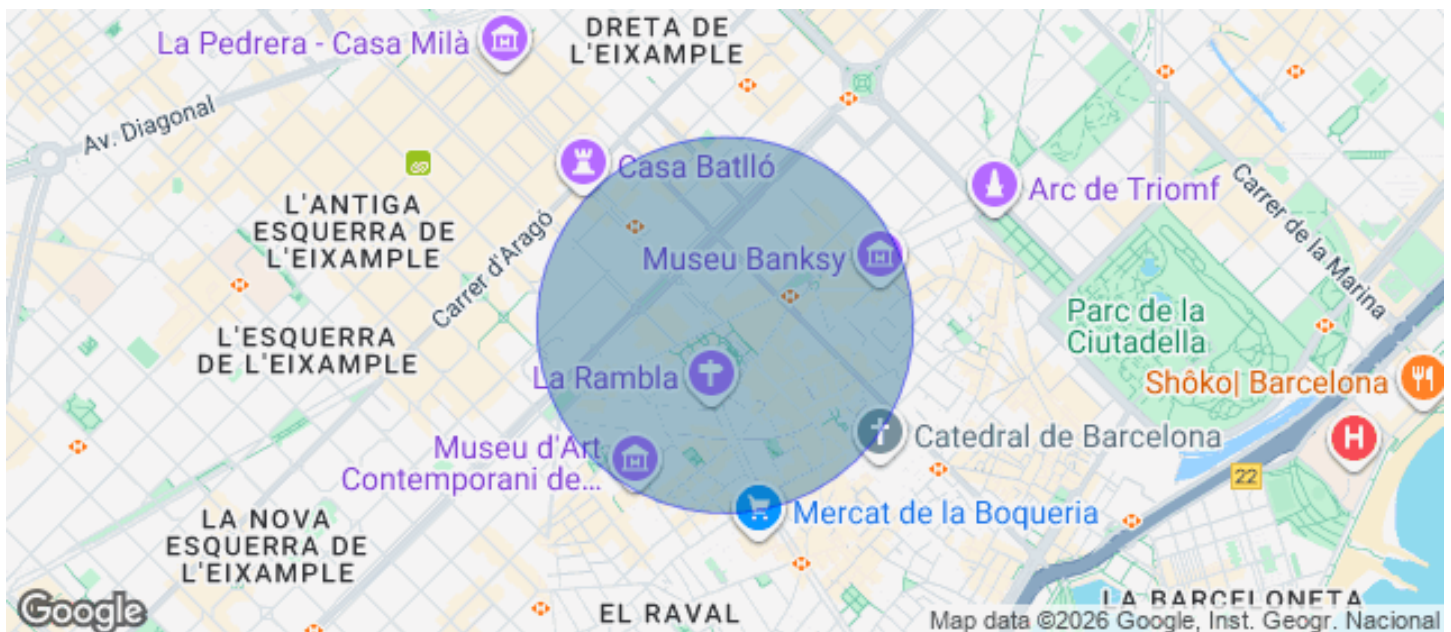 DRETA DE
L'EIXAMPLE
La Pedrera - Casa Milà
Av. Diagonal
Casa Batlló
Arc de Triomf
Carrer de la Marina
L'ANTIGA
ESQUERRA DE
L'EIXAMPLE
Carrer d'Aragó
Museu Banksy
Parc de la
Ciutadella
L'ESQUERRA
DE L'EIXAMPLE
La Rambla
Shôko| Barcelona
H
Museu d'Art
Contemporani de...
Catedral de Barcelona
22
Mercat de la Boqueria
LA NOVA
ESQUERRA DE
L'EIXAMPLE
EL RAVAL
LA BARCELONETA
Google
Map data ©2026 Google, Inst. Geogr. Nacional